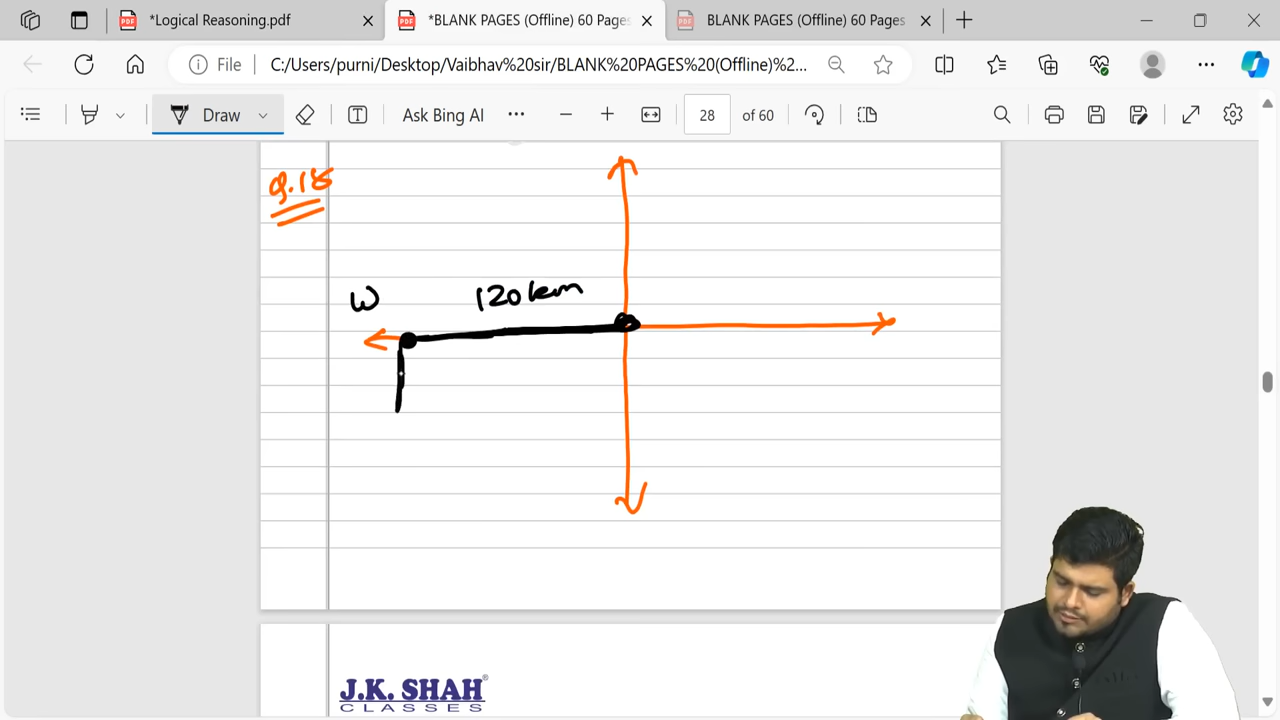 *Logical Reasoning.pdf
*BLANK PAGES (Offline) 60 Pages
BLANK PAGES (Offline) 60 Pages
File
C:/Users/purni/Desktop/Vaibhav%20sir/BLANK%20PAGES%20(Offline)%2...
Draw
Ask Bing AI
28
of 60
Q.18
W
120 km
J.K. SHAH®
CLASSES